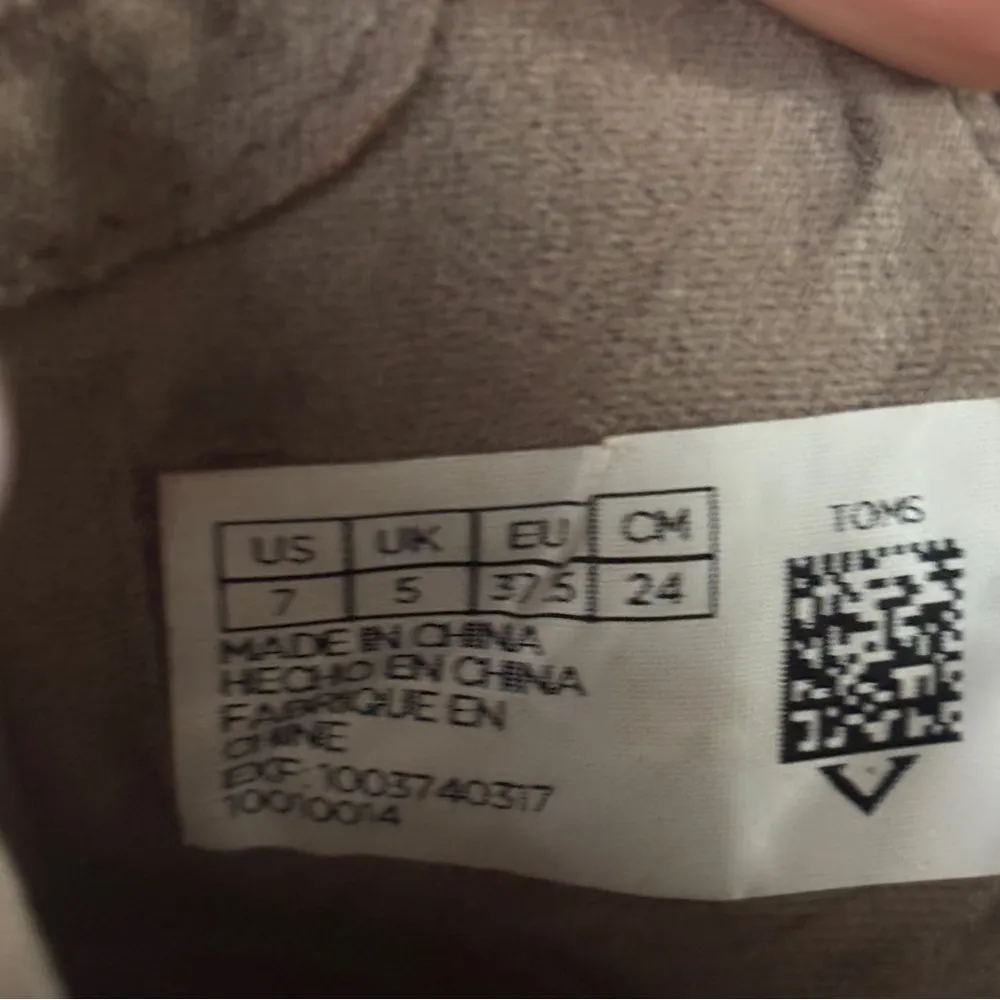 US UK EU CM
7 5 37.5 24
MADE IN CHINA
HECHO EN CHINA
FABRIQUE EN
CHINE
EXF: 1003740317
10010014
TOMS